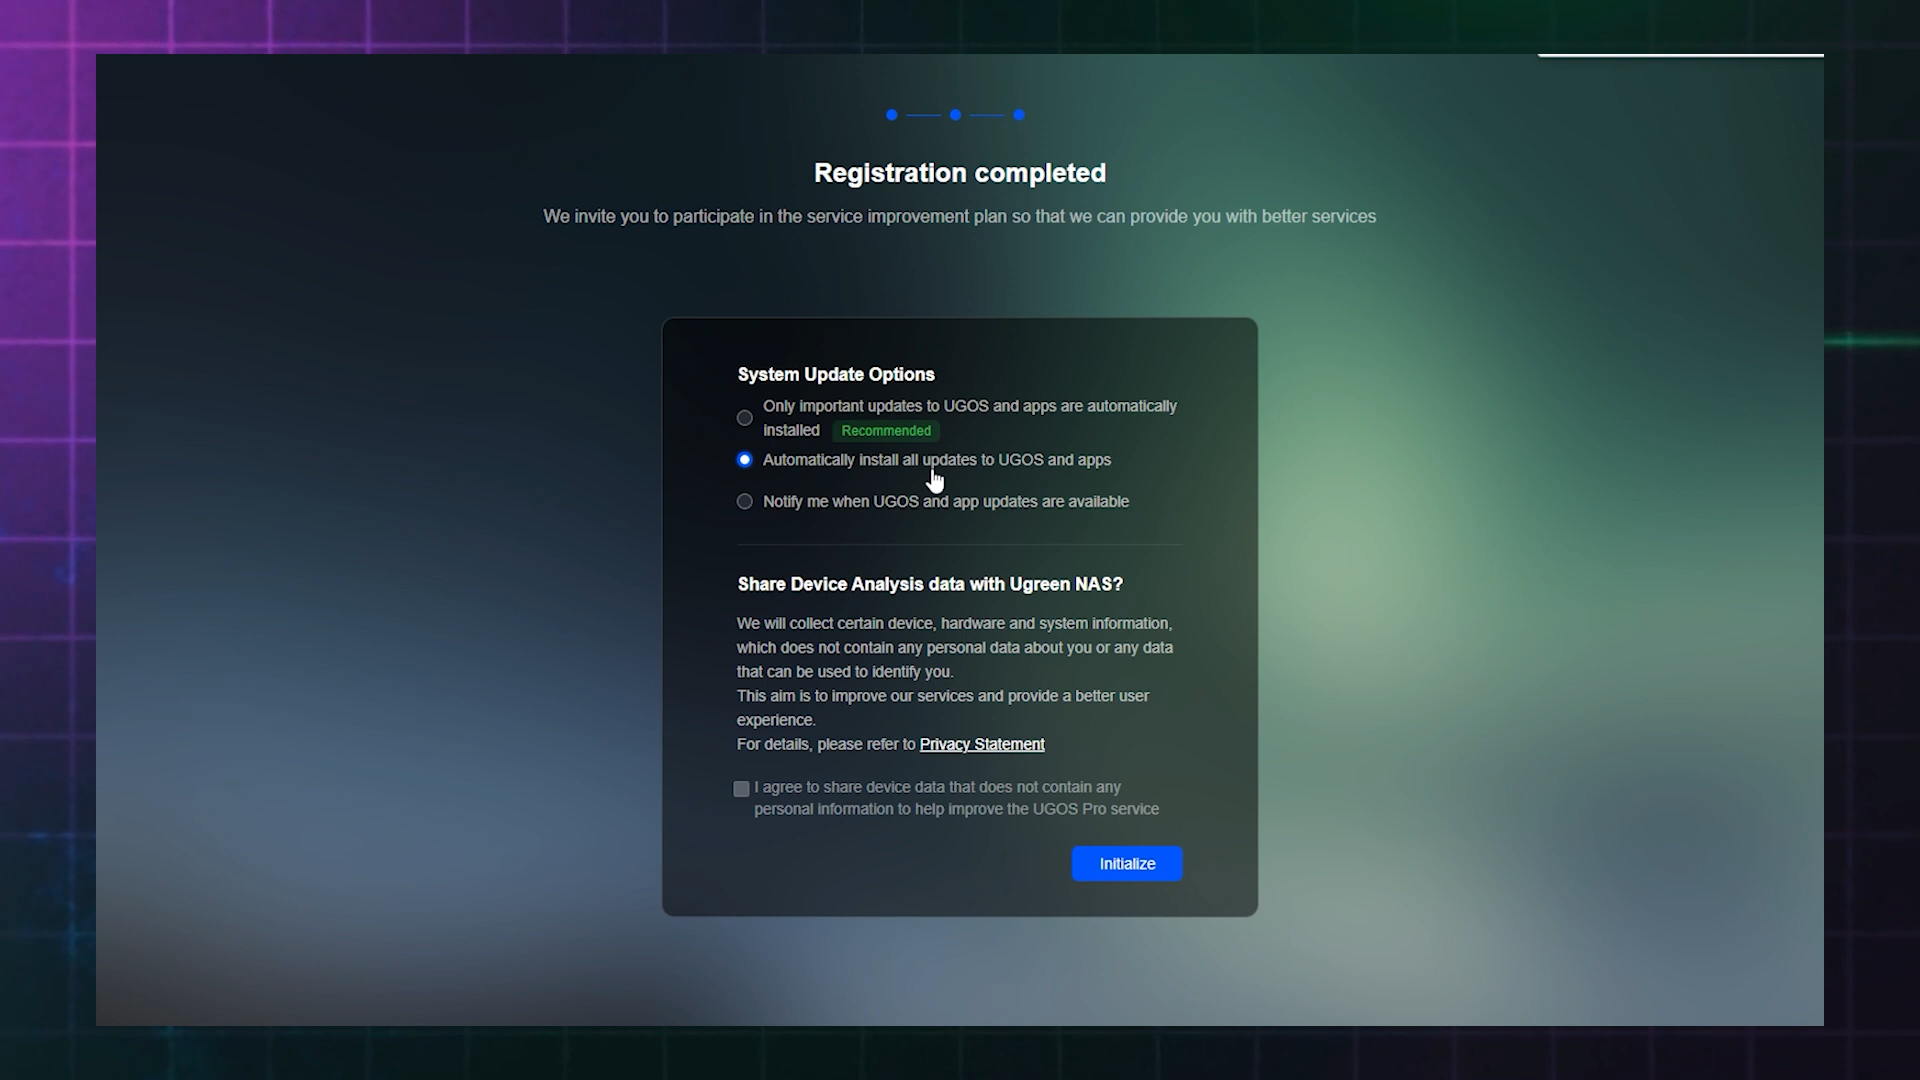 Registration completed
We invite you to participate in the service improvement plan so that we can provide you with better services
System Update Options
Only important updates to UGOS and apps are automatically
installed Recommended
Automatically install all updates to UGOS and apps
Notify me when UGOS and app updates are available
Share Device Analysis data with Ugreen NAS?
We will collect certain device, hardware and system information,
which does not contain any personal data about you or any data
that can be used to identify you.
This aim is to improve our services and provide a better user
experience.
For details, please refer to Privacy Statement
I agree to share device data that does not contain any
personal information to help improve the UGOS Pro service
Initialize